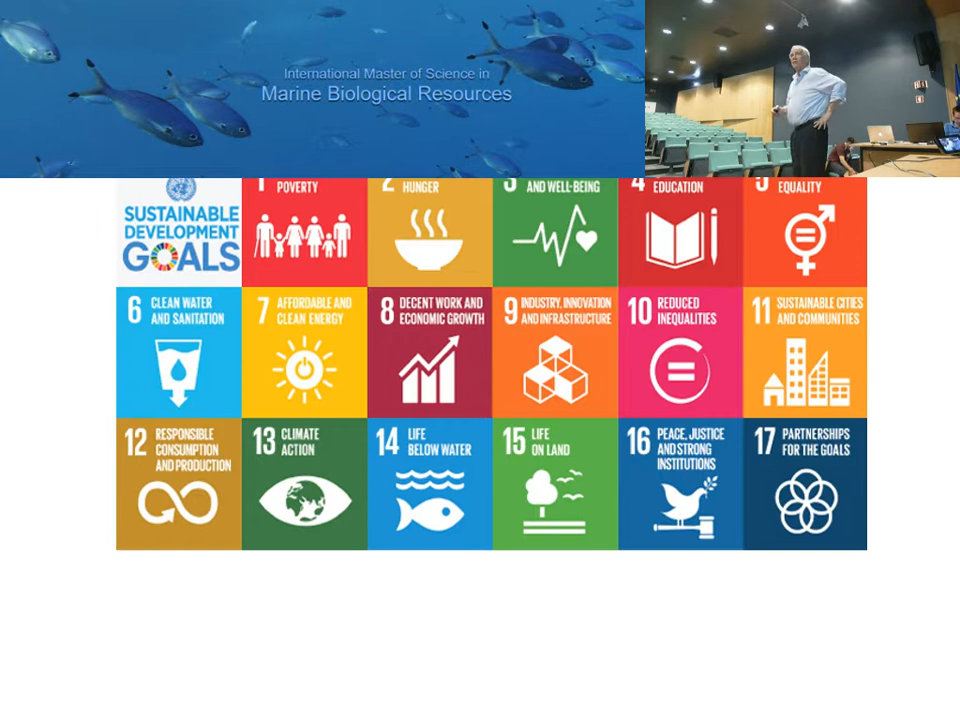 International Master of Science in
Marine Biological Resources
SUSTAINABLE
DEVELOPMENT
GOALS
1
POVERTY
2
HUNGER
3
AND WELL-BEING
4
EDUCATION
5
EQUALITY
6 CLEAN WATER
AND SANITATION
7 AFFORDABLE AND
CLEAN ENERGY
8 DECENT WORK AND
ECONOMIC GROWTH
9 INDUSTRY, INNOVATION
AND INFRASTRUCTURE
10 REDUCED
INEQUALITIES
11 SUSTAINABLE CITIES
AND COMMUNITIES
12 RESPONSIBLE
CONSUMPTION
AND PRODUCTION
13 CLIMATE
ACTION
14 LIFE
BELOW WATER
15 LIFE
ON LAND
16 PEACE, JUSTICE
AND STRONG
INSTITUTIONS
17 PARTNERSHIPS
FOR THE GOALS